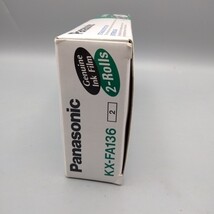 Genuine
Ink Film
2-Rolls
Panasonic
KX-FA136
2